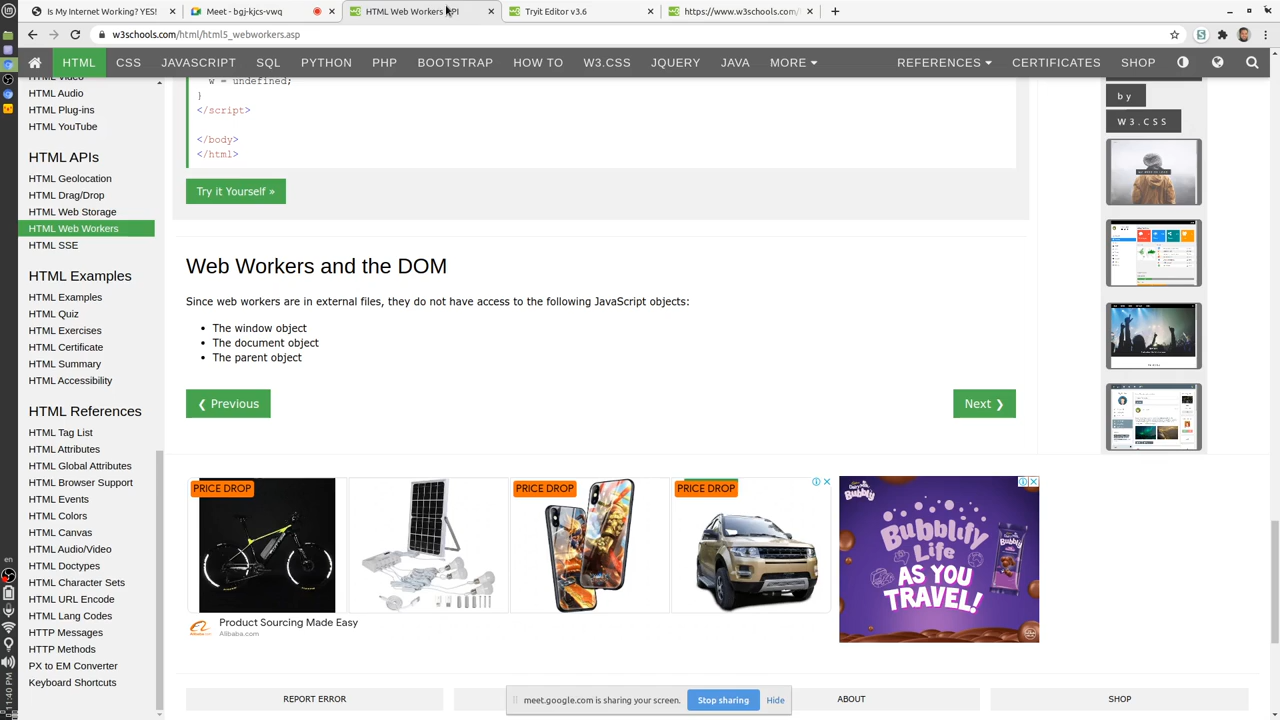 Is My Internet Working? YES!
Meet - bgj-kjcs-vwq
HTML Web Workers API
Tryit Editor v3.6
https://www.w3schools.com/h
w3schools.com/html/html5_webworkers.asp
HTML CSS JAVASCRIPT SQL PYTHON PHP BOOTSTRAP HOW TO W3.CSS JQUERY JAVA MORE REFERENCES CERTIFICATES SHOP
HTML Video
HTML Audio
HTML Plug-ins
HTML YouTube
HTML APIs
HTML Geolocation
HTML Drag/Drop
HTML Web Storage
HTML Web Workers
HTML SSE
HTML Examples
HTML Examples
HTML Quiz
HTML Exercises
HTML Certificate
HTML Summary
HTML Accessibility
HTML References
HTML Tag List
HTML Attributes
HTML Global Attributes
HTML Browser Support
HTML Events
HTML Colors
HTML Canvas
HTML Audio/Video
HTML Doctypes
HTML Character Sets
HTML URL Encode
HTML Lang Codes
HTTP Messages
HTTP Methods
PX to EM Converter
Keyboard Shortcuts
w = undefined;
}
</script>
</body>
</html>
Try it Yourself »
Web Workers and the DOM
Since web workers are in external files, they do not have access to the following JavaScript objects:
• The window object
• The document object
• The parent object
❮ Previous
Next ❯
by
W3.CSS
PRICE DROP
PRICE DROP
PRICE DROP
Product Sourcing Made Easy
Alibaba.com
Dairy Milk
Bubbly
Bubblify
Life
AS YOU
TRAVEL!
REPORT ERROR
ABOUT
SHOP
meet.google.com is sharing your screen.
Stop sharing
Hide
en
11:40 PM